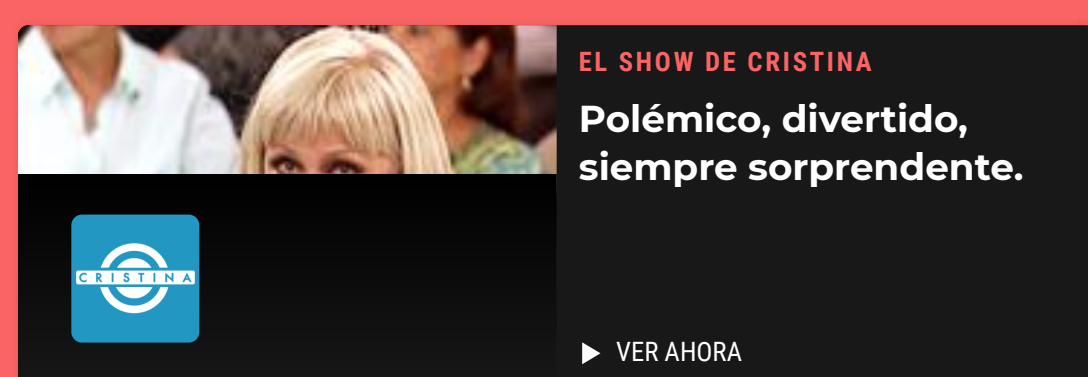 EL SHOW DE CRISTINA
Polémico, divertido,
siempre sorprendente.
CRISTINA
VER AHORA